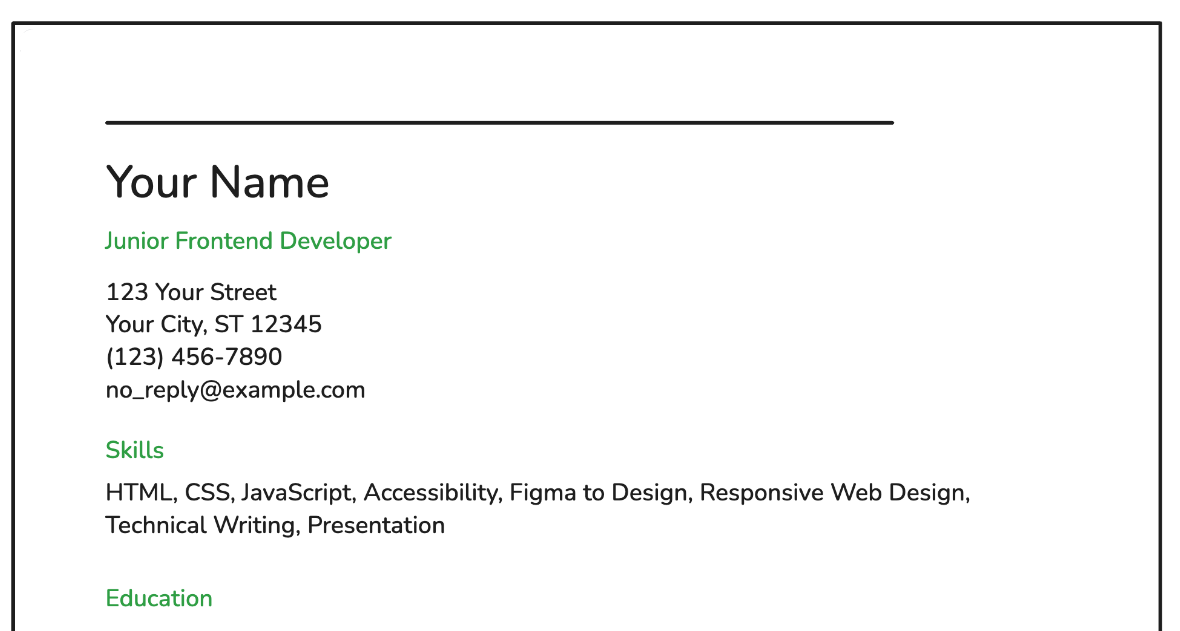 Your Name
Junior Frontend Developer
123 Your Street
Your City, ST 12345
(123) 456-7890
no_reply@example.com
Skills
HTML, CSS, JavaScript, Accessibility, Figma to Design, Responsive Web Design,
Technical Writing, Presentation
Education